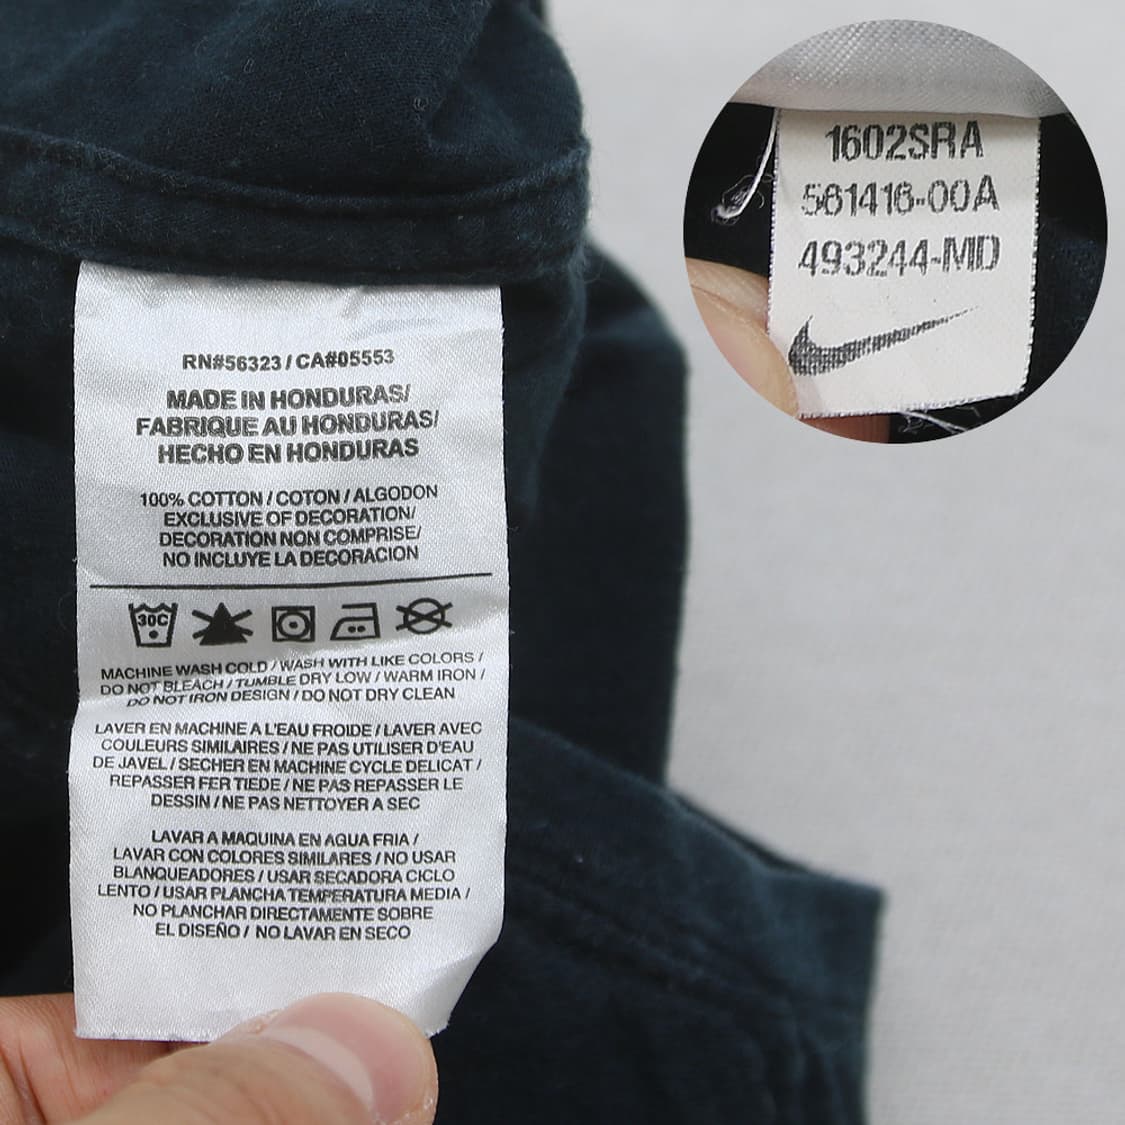 1602SRA
561416-00A
493244-MD
RN#56323 / CA#05553
MADE IN HONDURAS/
FABRIQUE AU HONDURAS/
HECHO EN HONDURAS
100% COTTON / COTON / ALGODON
EXCLUSIVE OF DECORATION/
DECORATION NON COMPRISE/
NO INCLUYE LA DECORACION
30C
MACHINE WASH COLD / WASH WITH LIKE COLORS /
DO NOT BLEACH / TUMBLE DRY LOW / WARM IRON /
DO NOT IRON DESIGN / DO NOT DRY CLEAN
LAVER EN MACHINE A L'EAU FROIDE / LAVER AVEC
COULEURS SIMILAIRES / NE PAS UTILISER D'EAU
DE JAVEL / SECHER EN MACHINE CYCLE DELICAT /
REPASSER FER TIEDE / NE PAS REPASSER LE
DESSIN / NE PAS NETTOYER A SEC
LAVAR A MAQUINA EN AGUA FRIA /
LAVAR CON COLORES SIMILARES / NO USAR
BLANQUEADORES / USAR SECADORA CICLO
LENTO / USAR PLANCHA TEMPERATURA MEDIA /
NO PLANCHAR DIRECTAMENTE SOBRE
EL DISEÑO / NO LAVAR EN SECO